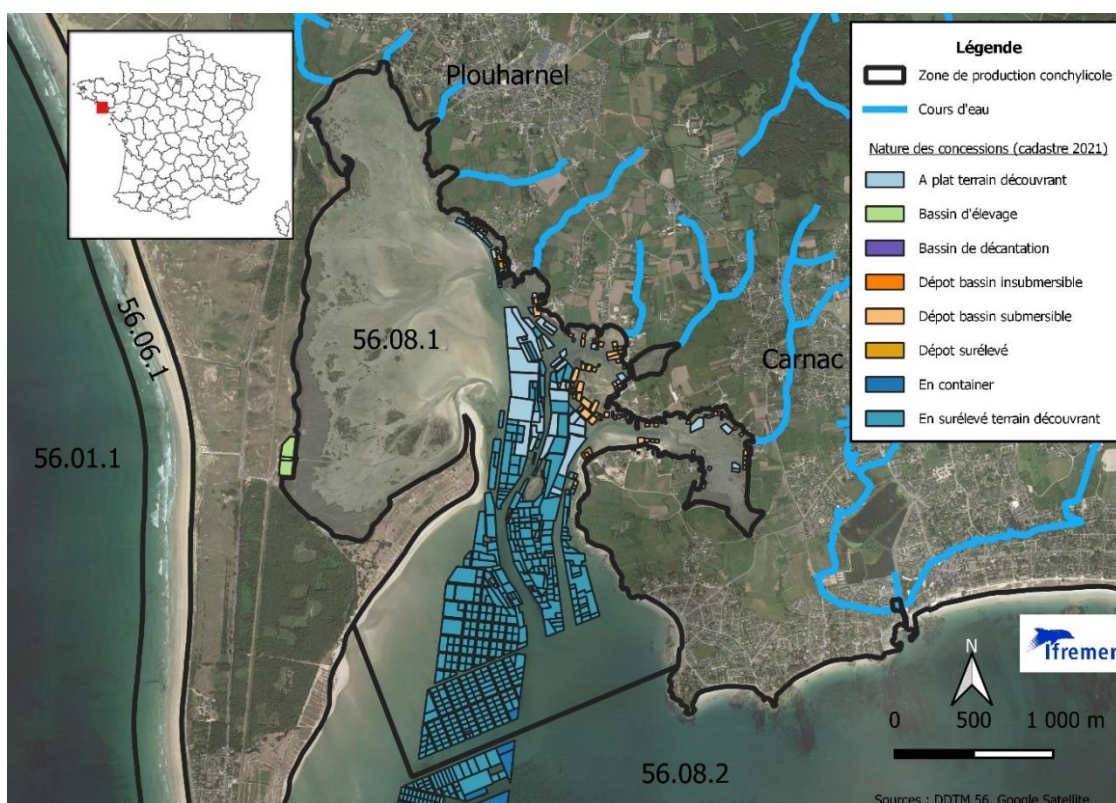 Plouharnel
56.08.1
56.06.1
Carnac
56.01.1
56.08.2
Légende
Zone de production conchylicole
Cours d'eau
Nature des concessions (cadastre 2021)
A plat terrain découvrant
Bassin d'élevage
Bassin de décantation
Dépot bassin insubmersible
Dépôt bassin submersible
Dépôt surélevé
En container
En surélevé terrain découvrant
Ifremer
N
0 500 1 000 m
Sources : DDTM 56, Google Satellite